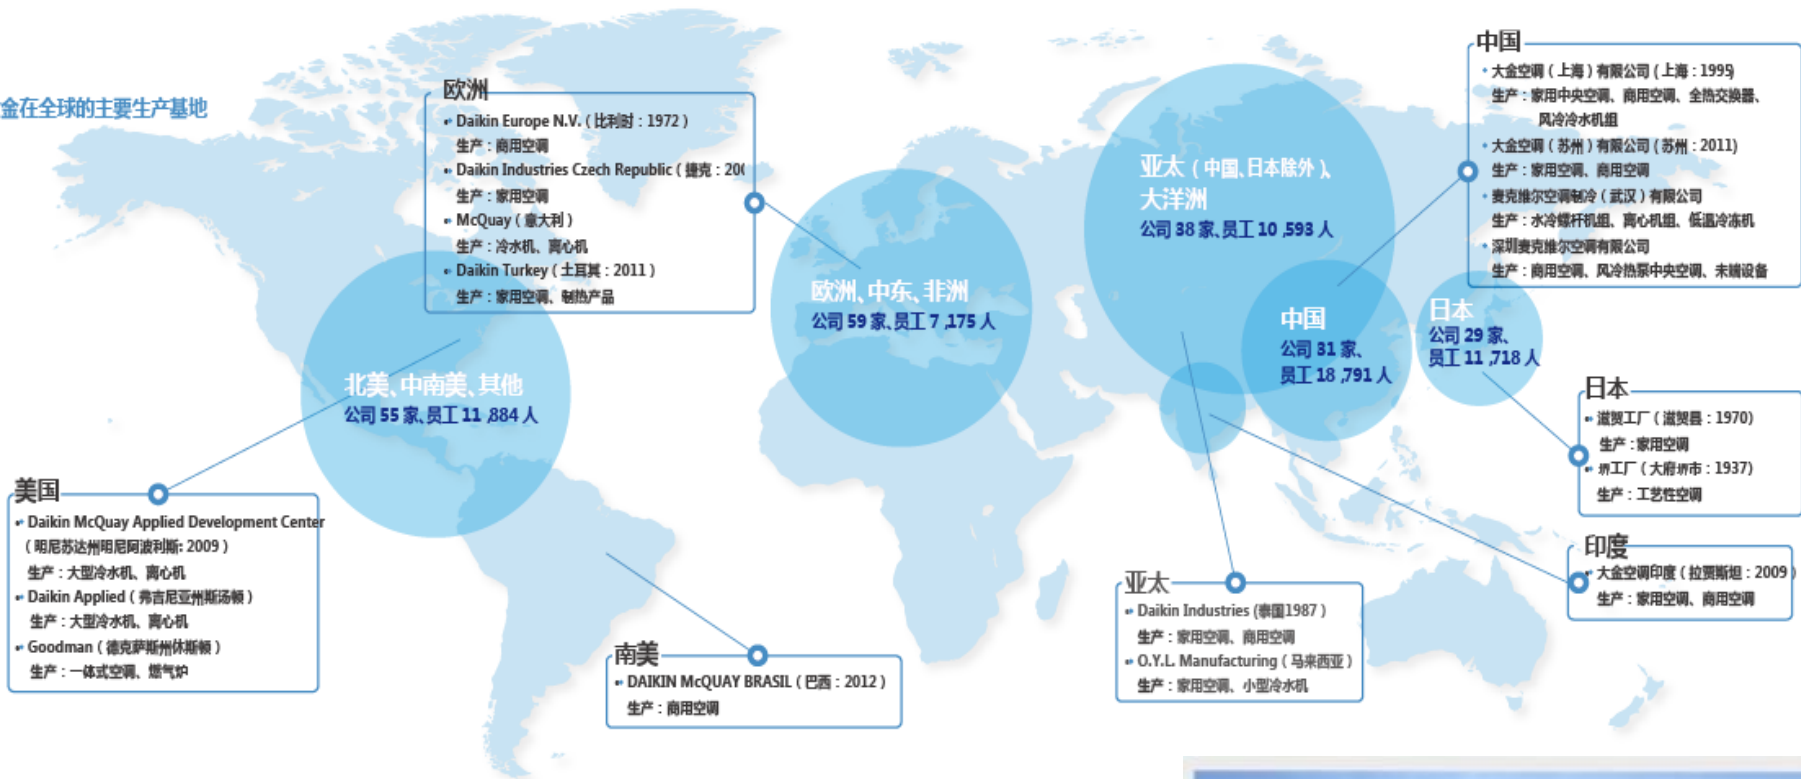 金在全球的主要生产基地
欧洲
Daikin Europe N.V.(比利时:1972)
生产:商用空调
Daikin Industries Czech Republic(捷克:200
生产:家用空调
McQuay(意大利)
生产:冷水机、离心机
Daikin Turkey(土耳其:2011)
生产:家用空调、制热产品
中国
大金空调(上海)有限公司(上海:1995)
生产:家用中央空调、商用空调、全热交换器、
风冷冷水机组
大金空调(苏州)有限公司(苏州:2011)
生产:家用空调、商用空调
麦克维尔空调制冷(武汉)有限公司
生产:水冷螺杆机组、离心机组、低温冷冻机
深圳麦克维尔空调有限公司
生产:商用空调、风冷热泵中央空调、末端设备
亚太(中国、日本除外)、
大洋洲
公司 38 家、员工 10,593 人
欧洲、中东、非洲
公司 59 家、员工 7,175 人
中国
公司 31 家、
员工 18,791 人
日本
公司 29 家、
员工 11,718 人
北美、中南美、其他
公司 55 家、员工 11,884 人
日本
滋贺工厂(滋贺县:1970)
生产:家用空调
堺工厂(大府堺市:1937)
生产:工艺性空调
美国
Daikin McQuay Applied Development Center
(明尼苏达州明尼阿波利斯: 2009)
生产:大型冷水机、离心机
Daikin Applied(弗吉尼亚州斯汤顿)
生产:大型冷水机、离心机
Goodman(德克萨斯州休斯顿)
生产:一体式空调、燃气炉
印度
大金空调印度(拉贾斯坦:2009)
生产:家用空调、商用空调
亚太
Daikin Industries (泰国1987)
生产:家用空调、商用空调
O.Y.L. Manufacturing(马来西亚)
生产:家用空调、小型冷水机
南美
DAIKIN McQUAY BRASIL(巴西:2012)
生产:商用空调